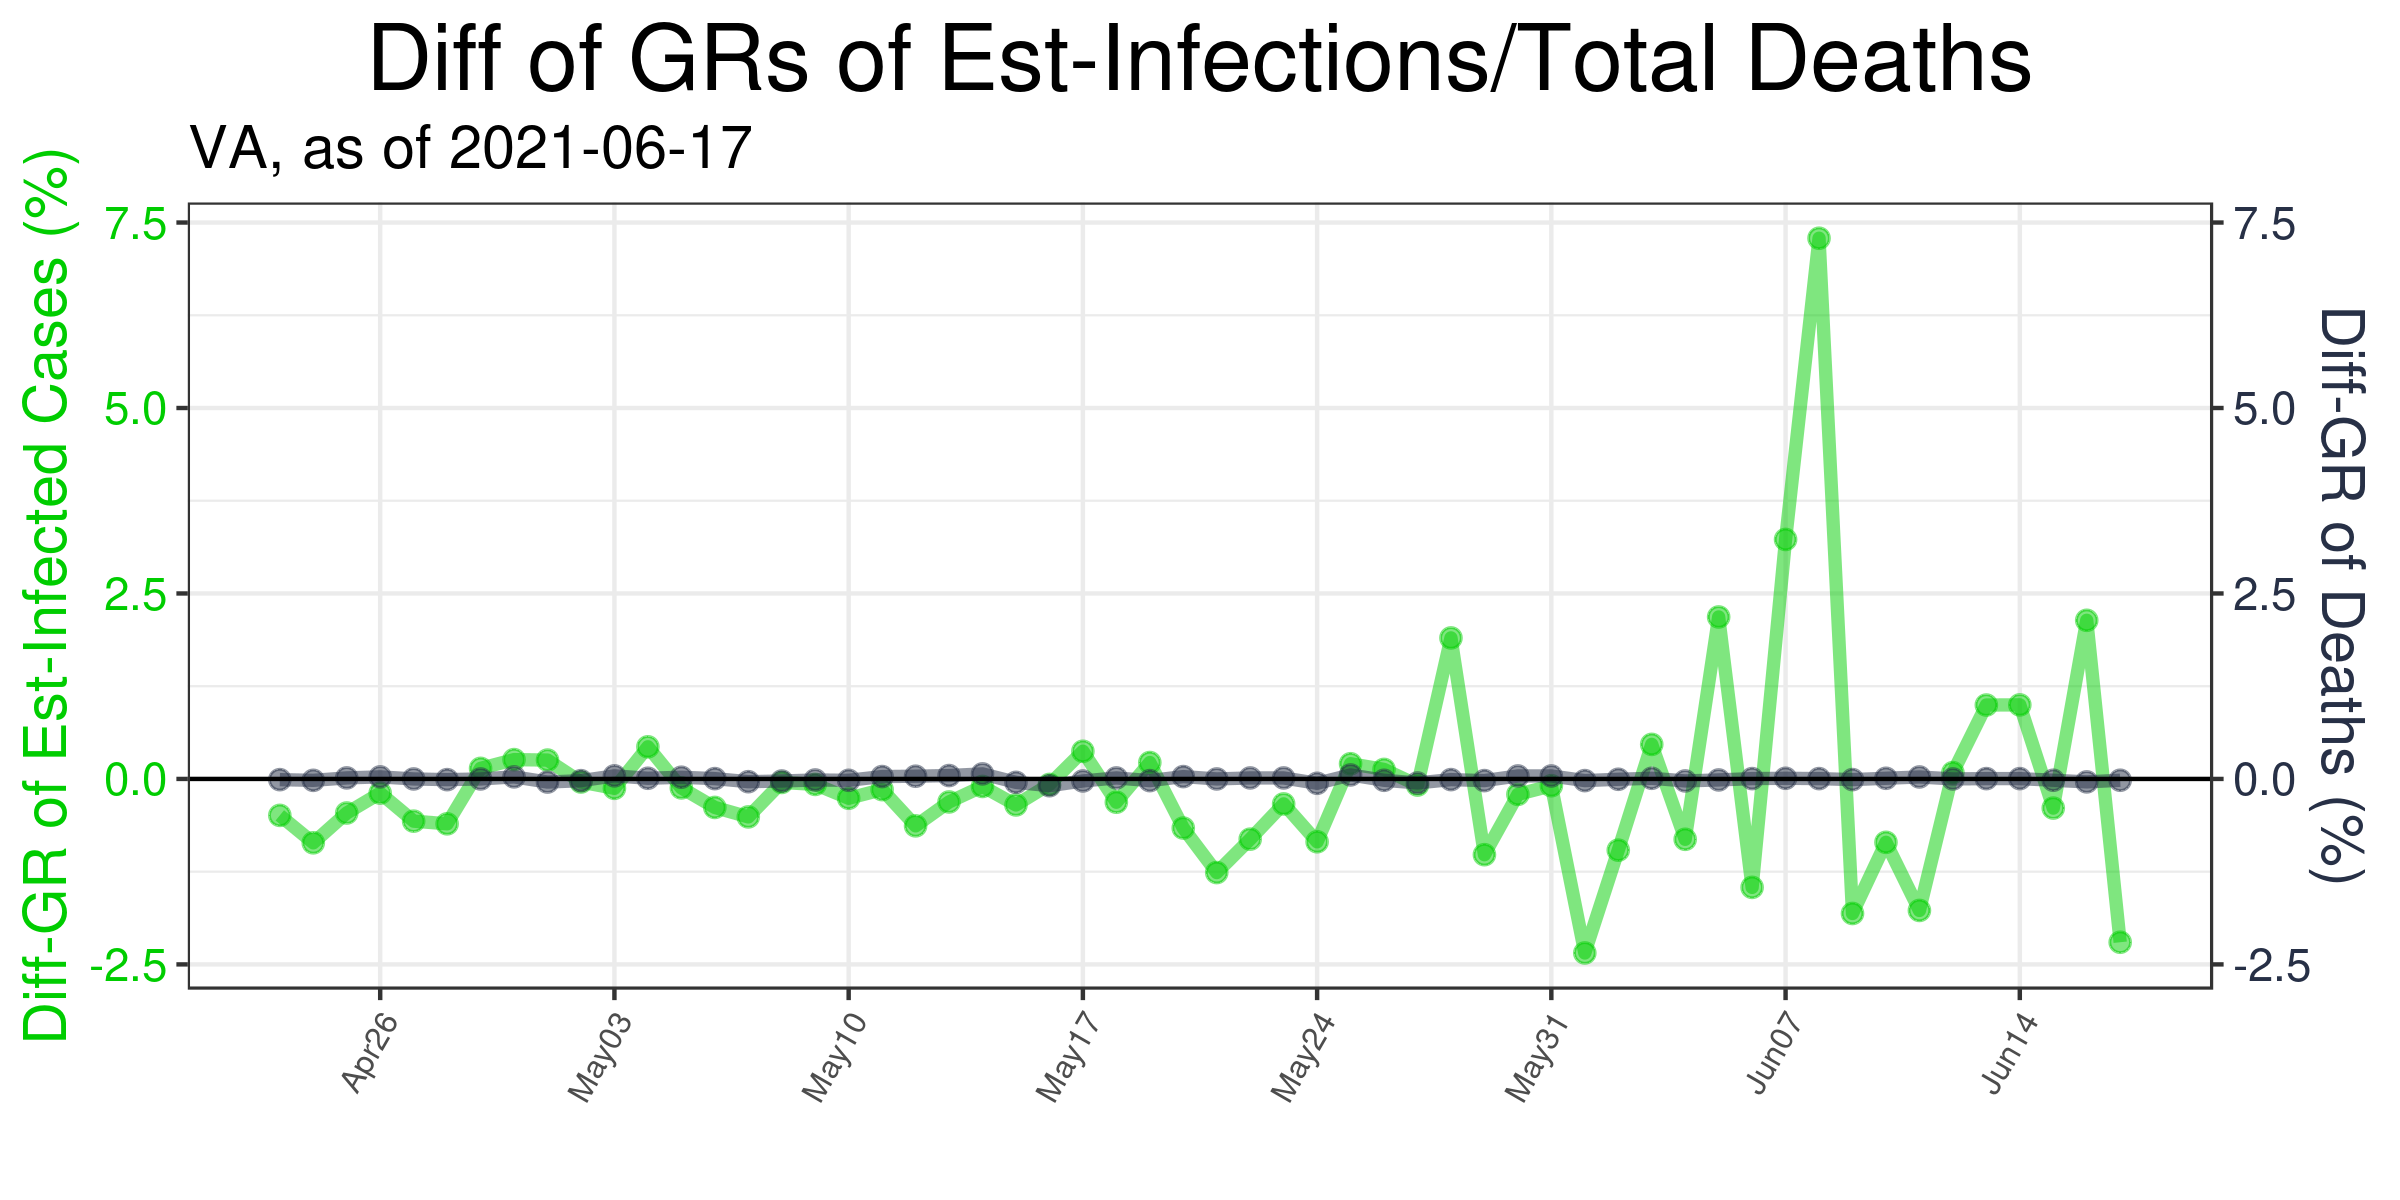 Diff of GRs of Est-Infections/Total Deaths
VA, as of 2021-06-17
Diff-GR of Est-Infected Cases (%)
7.5
5.0
2.5
0.0
-2.5
7.5
5.0
2.5
0.0
-2.5
Diff-GR of Deaths (%)
Apr26
May03
May10
May17
May24
May31
Jun07
Jun14